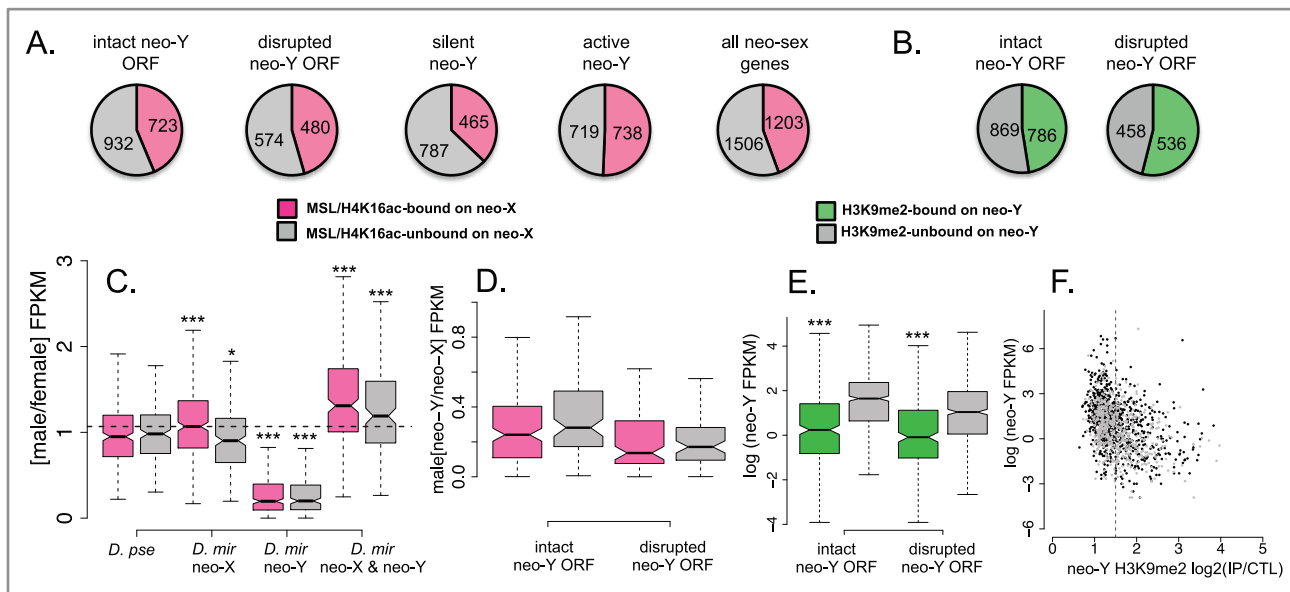 A.
intact neo-Y
ORF
disrupted
neo-Y ORF
silent
neo-Y
active
neo-Y
all neo-sex
genes
932
723
574
480
787
465
719
738
1506
1203
B.
intact
neo-Y ORF
disrupted
neo-Y ORF
869
786
458
536
MSL/H4K16ac-bound on neo-X
MSL/H4K16ac-unbound on neo-X
H3K9me2-bound on neo-Y
H3K9me2-unbound on neo-Y
C.
[male/female] FPKM
3
2
1
0
***
*
***
***
***
***
D. pse
D. mir
neo-X
D. mir
neo-Y
D. mir
neo-X & neo-Y
D.
male[neo−Y/neo−X] FPKM
0.8
0.4
0.0
intact
neo-Y ORF
disrupted
neo-Y ORF
E.
log (neo−Y FPKM)
4
2
0
−2
−4
***
***
intact
neo-Y ORF
disrupted
neo-Y ORF
F.
log (neo−Y FPKM)
6
3
0
−3
−6
0 1 2 3 4 5
neo-Y H3K9me2 log2(IP/CTL)